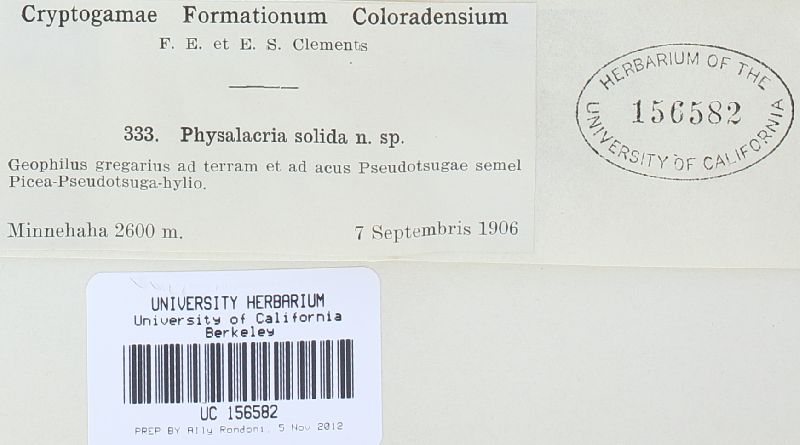 Cryptogamae Formationum Coloradensium
F. E. et E. S. Clements
333. Physalacria solida n. sp.
Geophilus gregarius ad terram et ad acus Pseudotsugae semel
Picea-Pseudotsuga-hylio.
Minnehaha 2600 m. 7 Septembris 1906
HERBARIUM OF THE
156582
UNIVERSITY OF CALIFORNIA
UNIVERSITY HERBARIUM
University of California
Berkeley
UC 156582
PREP BY Ally Rondoni, 5 Nov 2012